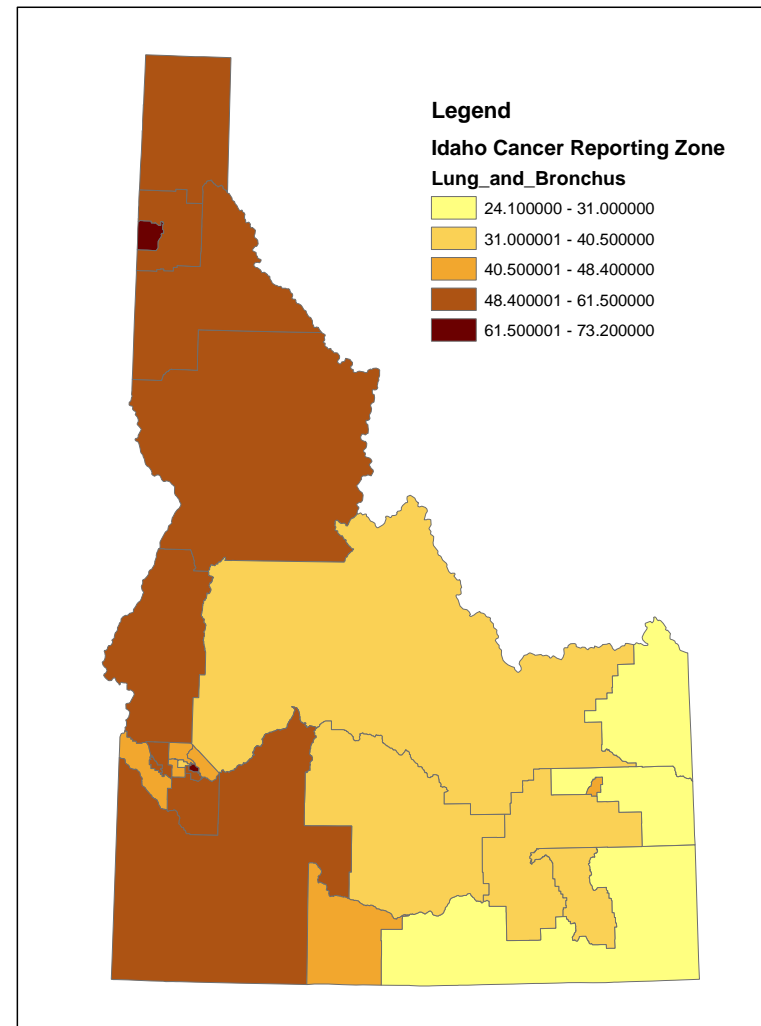 Legend
Idaho Cancer Reporting Zone
Lung_and_Bronchus
24.100000 - 31.000000
31.000001 - 40.500000
40.500001 - 48.400000
48.400001 - 61.500000
61.500001 - 73.200000